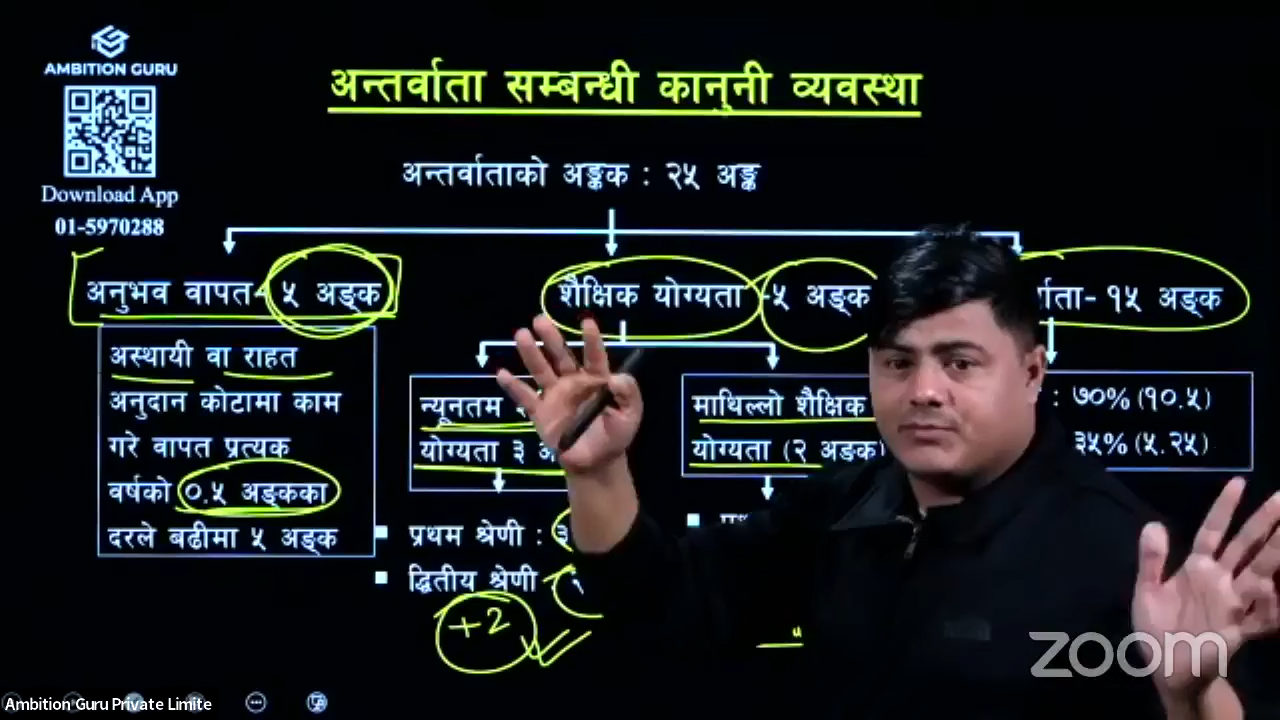 AMBITION GURU
Download App
01-5970288
अन्तर्वाता सम्बन्धी कानुनी व्यवस्था
अन्तर्वाताको अङ्कक : २५ अङ्क
अनुभव वापत- ५ अङ्क
अस्थायी वा राहत
अनुदान कोटामा काम
गरे वापत प्रत्यक
वर्षको ०.५ अङ्कका
दरले बढीमा ५ अङ्क
शैक्षिक योग्यता -५ अङ्क
न्यूनतम
योग्यता ३
प्रथम श्रेणी :
द्धितीय श्रेणी
+2
माथिल्लो शैक्षिक
योग्यता (२ अङक)
१५ अङ्क
: ७०% (१०.५)
३५% (५.२५)
zoom
Ambition Guru Private Limite